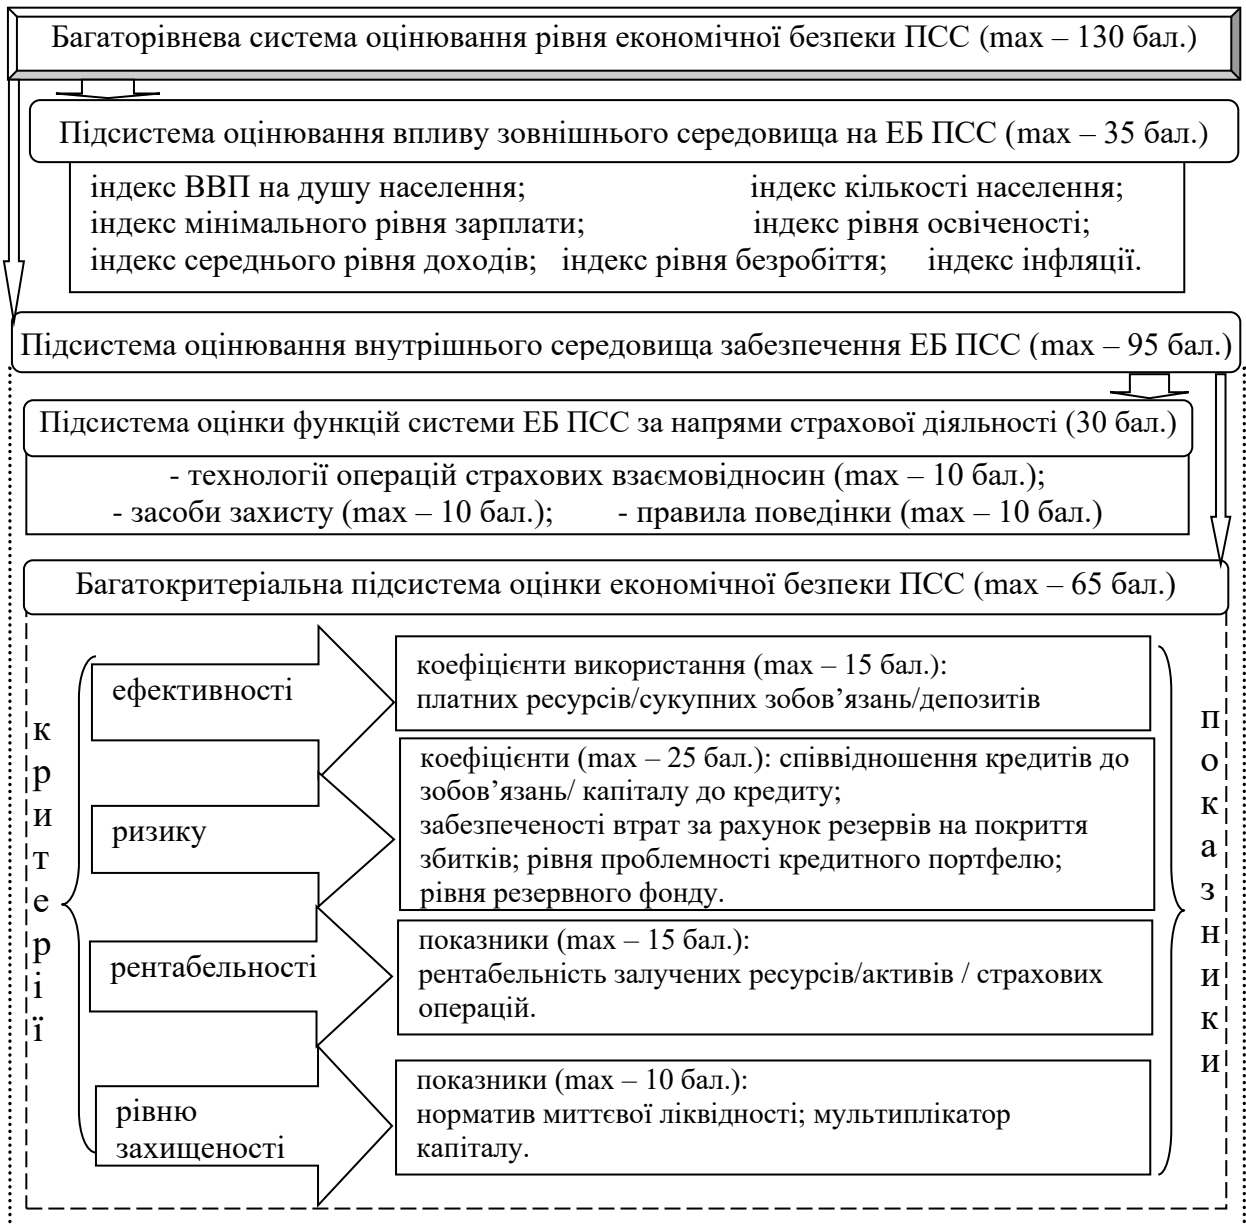 Багаторівнева система оцінювання рівня економічної безпеки ПСС (max – 130 бал.)
Підсистема оцінювання впливу зовнішнього середовища на ЕБ ПСС (max – 35 бал.)
індекс ВВП на душу населення; індекс кількості населення;
індекс мінімального рівня зарплати; індекс рівня освіченості;
індекс середнього рівня доходів; індекс рівня безробіття; індекс інфляції.
Підсистема оцінювання внутрішнього середовища забезпечення ЕБ ПСС (max – 95 бал.)
Підсистема оцінки функцій системи ЕБ ПСС за напрями страхової діяльності (30 бал.)
- технології операцій страхових взаємовідносин (max – 10 бал.);
- засоби захисту (max – 10 бал.); - правила поведінки (max – 10 бал.)
Багатокритеріальна підсистема оцінки економічної безпеки ПСС (max – 65 бал.)
критерії
ефективності
коефіцієнти використання (max – 15 бал.):
платних ресурсів/сукупних зобов’язань/депозитів
ризику
коефіцієнти (max – 25 бал.): співвідношення кредитів до
зобов’язань/ капіталу до кредиту;
забезпеченості втрат за рахунок резервів на покриття
збитків; рівня проблемності кредитного портфелю;
рівня резервного фонду.
рентабельності
показники (max – 15 бал.):
рентабельність залучених ресурсів/активів / страхових
операцій.
рівню
захищеності
показники (max – 10 бал.):
норматив миттєвої ліквідності; мультиплікатор
капіталу.
показники